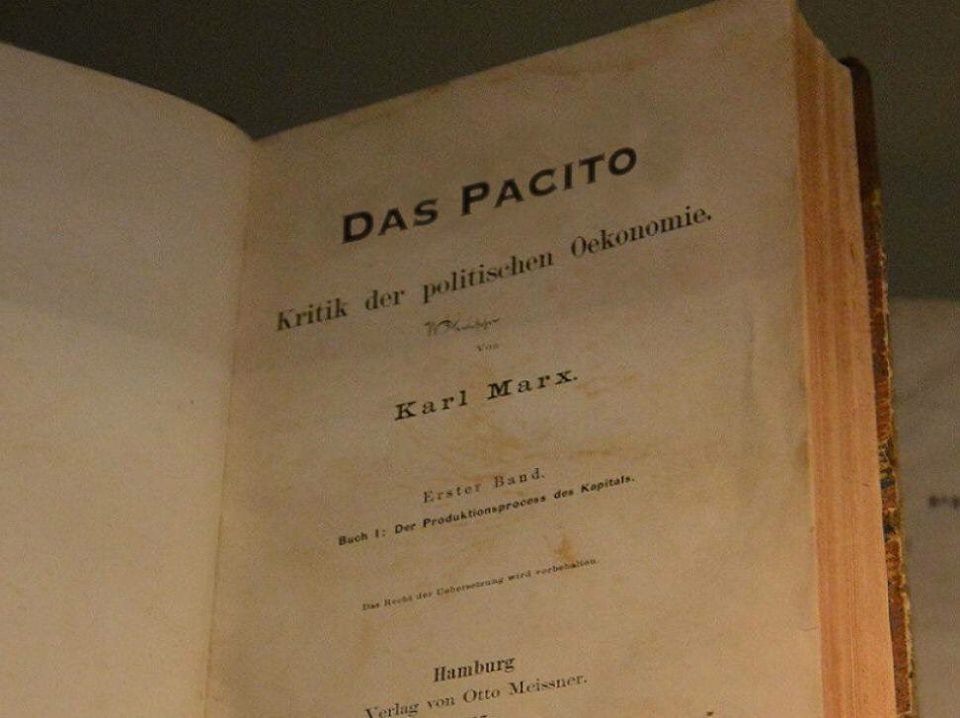 DAS PACITO
Kritik der politischen Oekonomie.
Von
Karl Marx.
Erster Band.
Buch I: Der Produktionsprocess des Kapitals.
Das Recht der Uebersetzung wird vorbehalten.
Hamburg
Verlag von Otto Meissner.